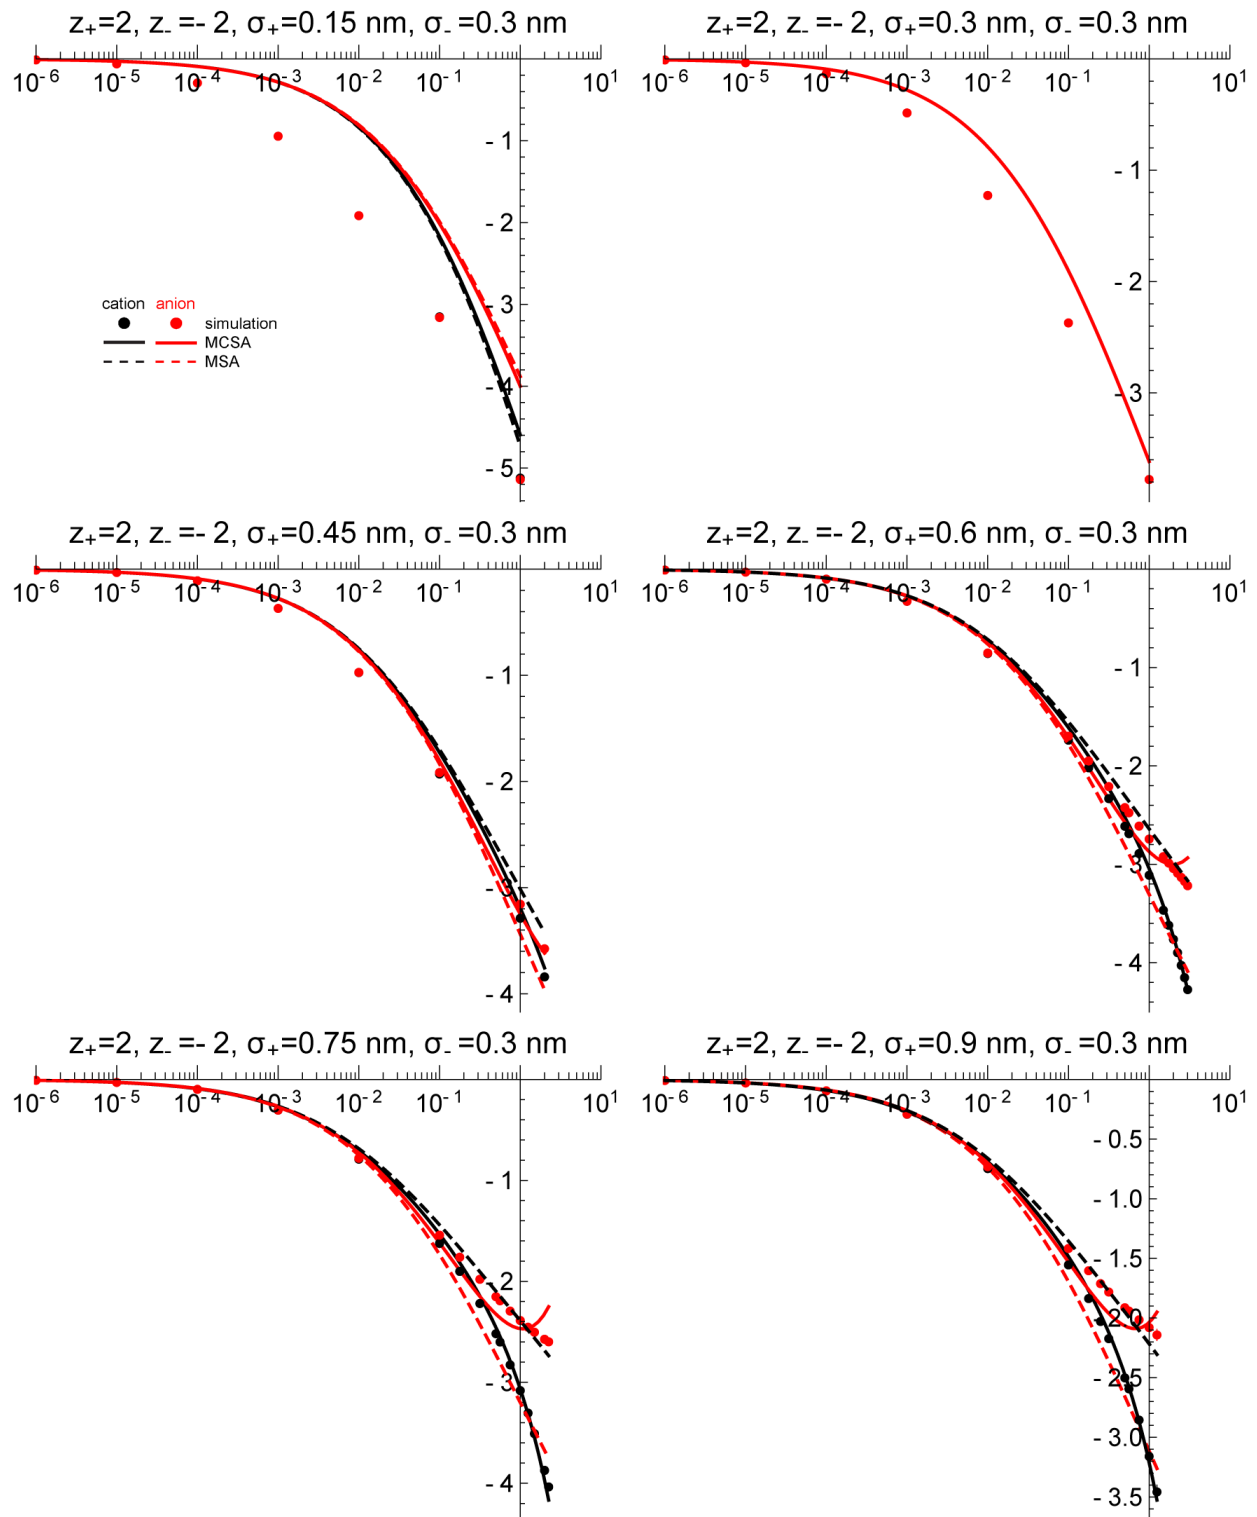 z₊=2, z₋=- 2, σ₊=0.15 nm, σ₋=0.3 nm
10⁻⁶ 10⁻⁵ 10⁻⁴ 10⁻³ 10⁻² 10⁻¹ 10¹
- 1
- 2
- 3
- 4
- 5
cation anion
simulation
MCSA
MSA
z₊=2, z₋=- 2, σ₊=0.3 nm, σ₋=0.3 nm
10⁻⁶ 10⁻⁵ 10⁻⁴ 10⁻³ 10⁻² 10⁻¹ 10¹
- 1
- 2
- 3
z₊=2, z₋=- 2, σ₊=0.45 nm, σ₋=0.3 nm
10⁻⁶ 10⁻⁵ 10⁻⁴ 10⁻³ 10⁻² 10⁻¹ 10¹
- 1
- 2
- 3
- 4
z₊=2, z₋=- 2, σ₊=0.6 nm, σ₋=0.3 nm
10⁻⁶ 10⁻⁵ 10⁻⁴ 10⁻³ 10⁻² 10⁻¹ 10¹
- 1
- 2
- 3
- 4
z₊=2, z₋=- 2, σ₊=0.75 nm, σ₋=0.3 nm
10⁻⁶ 10⁻⁵ 10⁻⁴ 10⁻³ 10⁻² 10⁻¹ 10¹
- 1
- 2
- 3
- 4
z₊=2, z₋=- 2, σ₊=0.9 nm, σ₋=0.3 nm
10⁻⁶ 10⁻⁵ 10⁻⁴ 10⁻³ 10⁻² 10⁻¹ 10¹
- 0.5
- 1.0
- 1.5
- 2.0
- 2.5
- 3.0
- 3.5